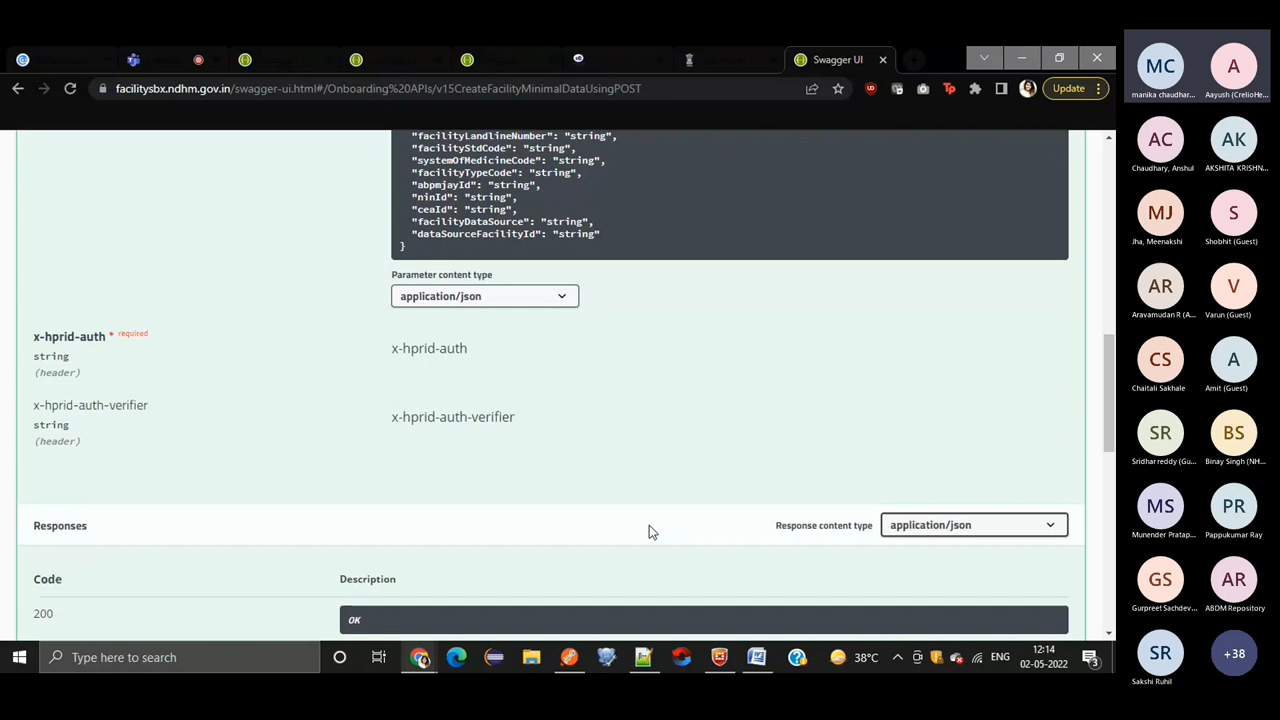 Swagger UI
facilitysbx.ndhm.gov.in/swagger-ui.html#/Onboarding%20APIs/v15CreateFacilityMinimalDataUsingPOST
Update
"facilityLandlineNumber": "string",
"facilityStdCode": "string",
"systemOfMedicineCode": "string",
"facilityTypeCode": "string",
"abpmjayId": "string",
"ninId": "string",
"ceaId": "string",
"facilityDataSource": "string",
"dataSourceFacilityId": "string"
}
Parameter content type
application/json
x-hprid-auth * required
string
(header)
x-hprid-auth
x-hprid-auth-verifier
string
(header)
x-hprid-auth-verifier
Responses
Response content type
application/json
Code
Description
200
OK
Type here to search
38°C
ENG
12:14
02-05-2022
3
MC
manika chaudhar...
A
Aayush (CrelioHe...
AC
Chaudhary, Anshul
AK
AKSHITA KRISHN...
MJ
Jha, Meenakshi
S
Shobhit (Guest)
AR
Aravamudan R (A...
V
Varun (Guest)
CS
Chaitali Sakhale
A
Amit (Guest)
SR
Sridhar reddy (Gu...
BS
Binay Singh (NH...
MS
Munender Pratap...
PR
Pappukumar Ray
GS
Gurpreet Sachdev...
AR
ABDM Repository
SR
Sakshi Ruhil
+38